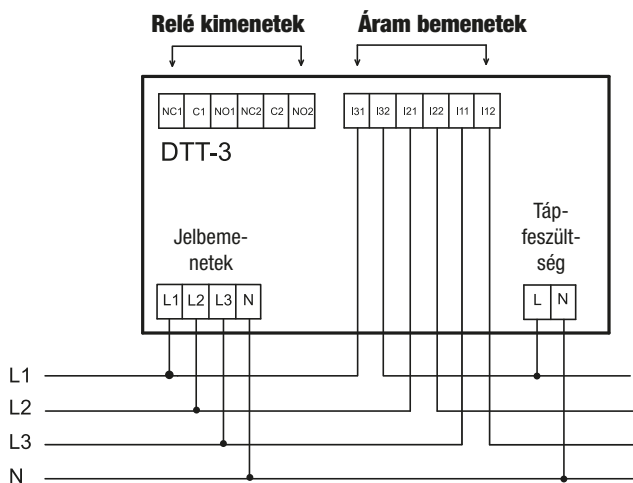 Relé kimenetek
Áram bemenetek
NC1 C1 NO1 NC2 C2 NO2
I31 I32 I21 I22 I11 I12
DTT-3
Jelbeme-
netek
Táp-
feszült-
ség
L1 L2 L3 N
L N
L1
L2
L3
N